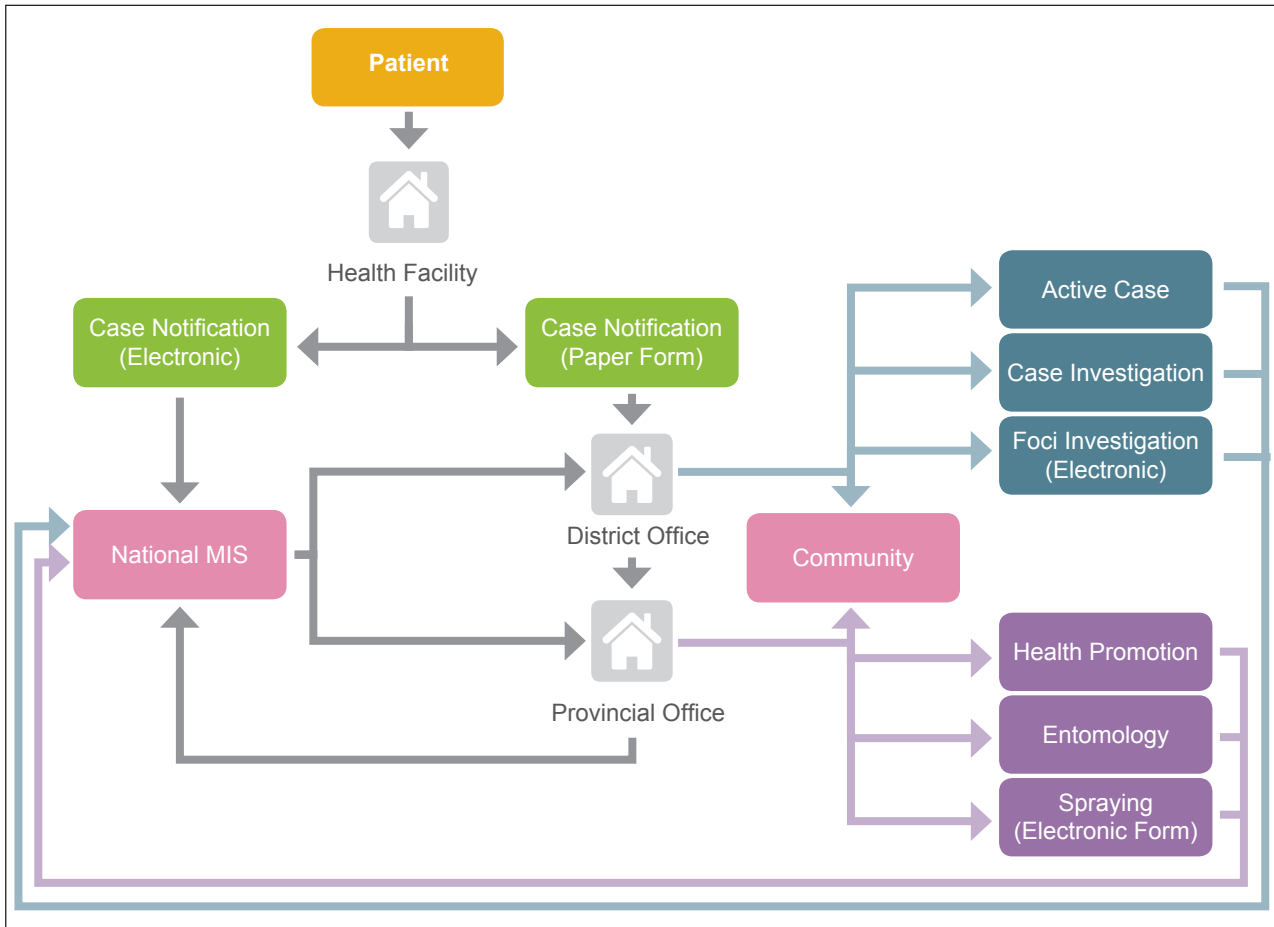 Patient
Health Facility
Case Notification
(Electronic)
Case Notification
(Paper Form)
Active Case
Case Investigation
Foci Investigation
(Electronic)
District Office
National MIS
Community
Provincial Office
Health Promotion
Entomology
Spraying
(Electronic Form)